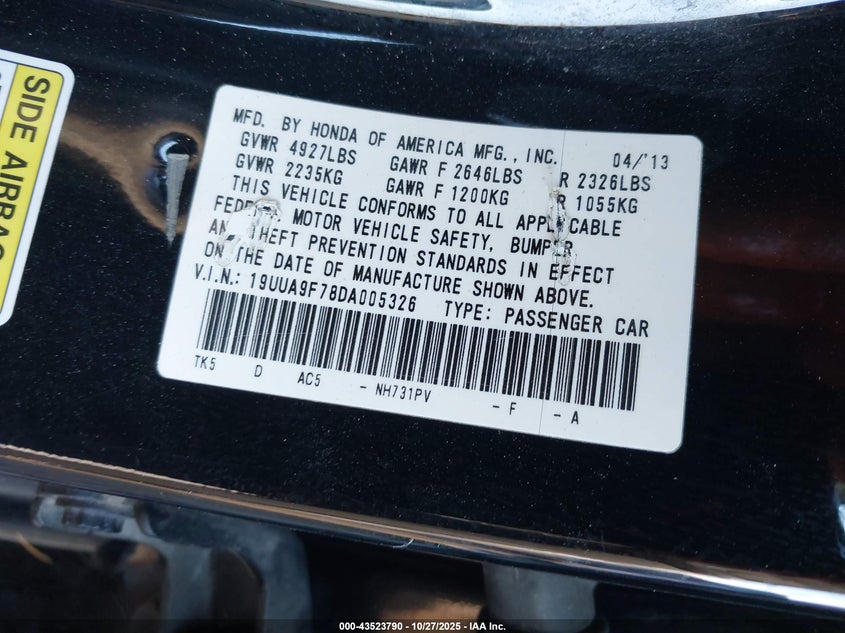 SIDE AIRBAG
MFD. BY HONDA OF AMERICA MFG., INC. 04/'13
GVWR 4927LBS GAWR F 2646LBS R 2326LBS
GVWR 2235KG GAWR F 1200KG R 1055KG
THIS VEHICLE CONFORMS TO ALL APPLICABLE
FEDERAL MOTOR VEHICLE SAFETY, BUMPER
AND THEFT PREVENTION STANDARDS IN EFFECT
ON THE DATE OF MANUFACTURE SHOWN ABOVE.
V.I.N.: 19UUA9F78DA005326 TYPE: PASSENGER CAR
TK5 D AC5 - NH731PV - F - A
000-43523790 - 10/27/2025 - IAA Inc.